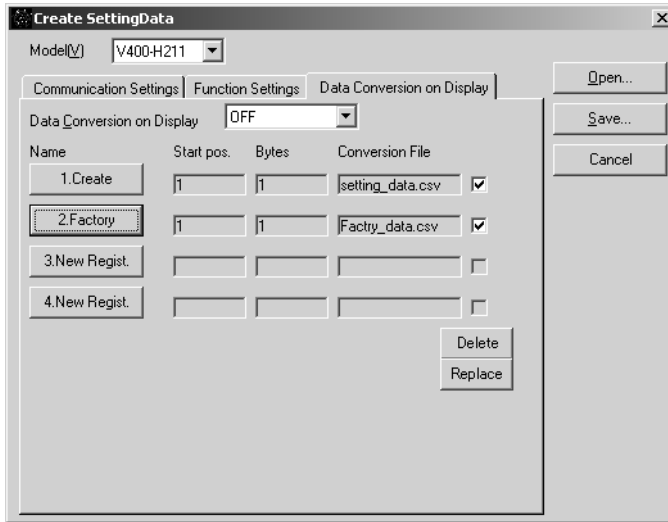 Create SettingData
Model(V) V400-H211
Communication Settings Function Settings Data Conversion on Display Open...
Data Conversion on Display OFF Save...
Name Start pos. Bytes Conversion File Cancel
1.Create 1 1 setting_data.csv
2.Factory 1 1 Factry_data.csv
3.New Regist.
4.New Regist.
Delete
Replace